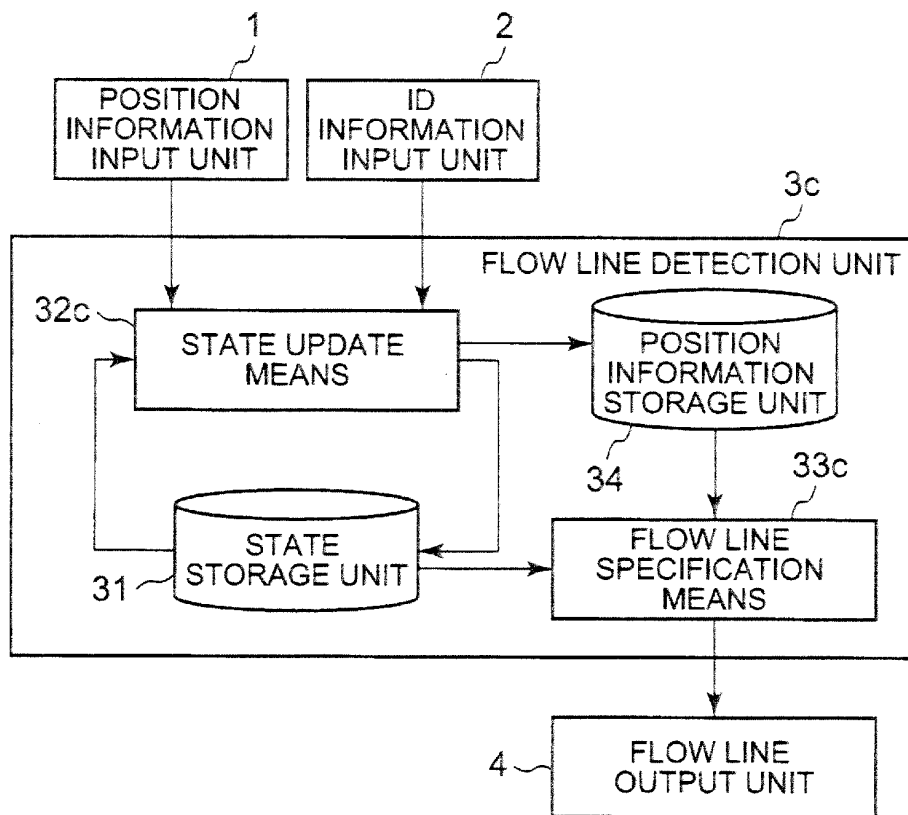 1
2
POSITION
INFORMATION
INPUT UNIT
ID
INFORMATION
INPUT UNIT
3c
FLOW LINE DETECTION UNIT
32c
STATE UPDATE
MEANS
POSITION
INFORMATION
STORAGE UNIT
34
33c
STATE
STORAGE UNIT
31
FLOW LINE
SPECIFICATION
MEANS
4
FLOW LINE
OUTPUT UNIT